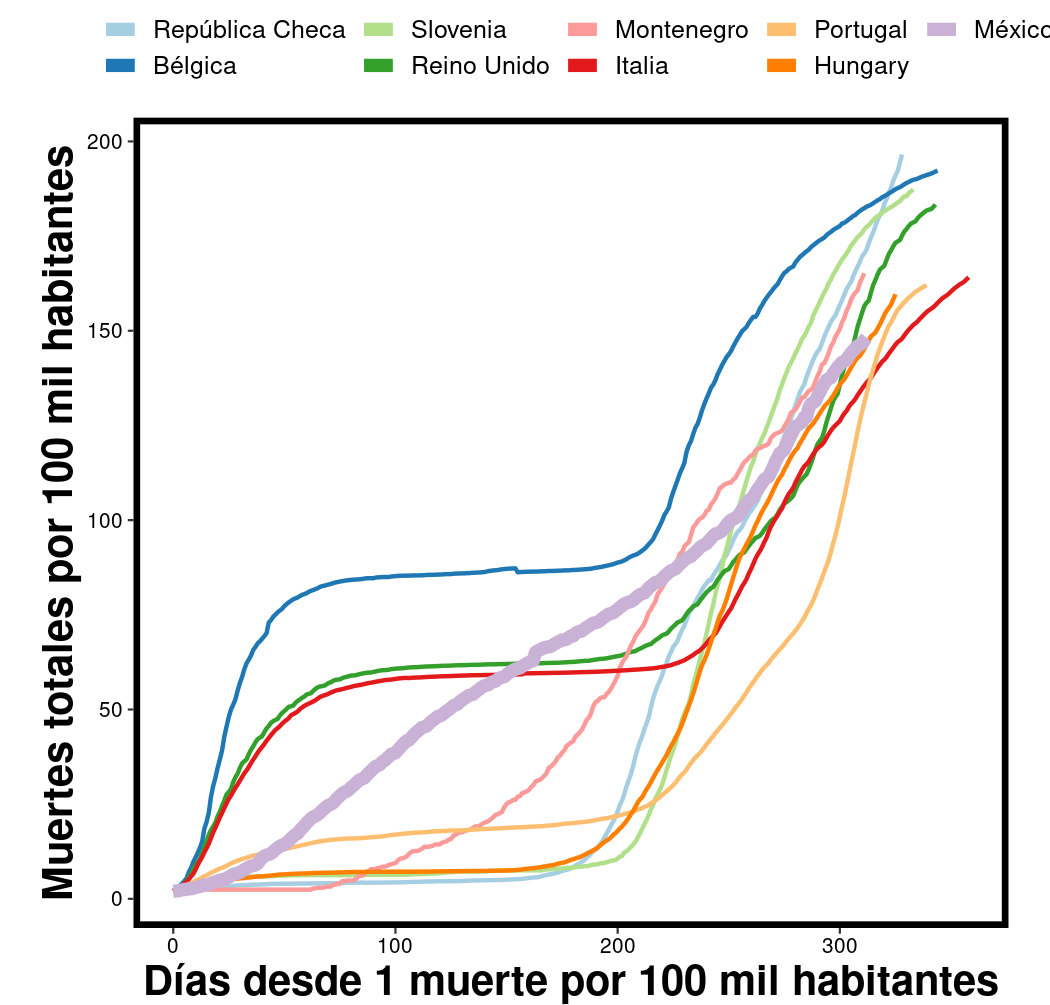 República Checa Slovenia Montenegro Portugal México
Bélgica Reino Unido Italia Hungary
Muertes totales por 100 mil habitantes
200
150
100
50
0
0 100 200 300
Días desde 1 muerte por 100 mil habitantes